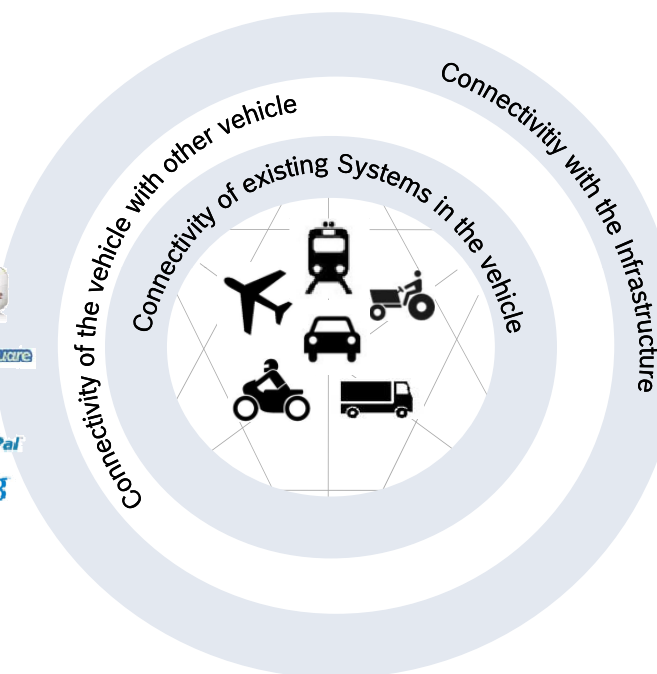 Connectivitiy with the Infrastructure
Connectivity of the vehicle with other vehicle
Connectivity of existing Systems in the vehicle